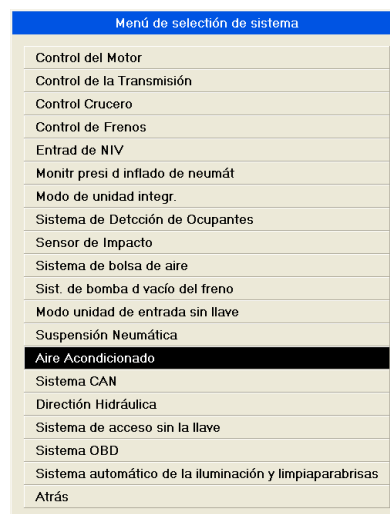 Menú de selectión de sistema
Control del Motor
Control de la Transmisión
Control Crucero
Control de Frenos
Entrad de NIV
Monitr presi d inflado de neumát
Modo de unidad integr.
Sistema de Detcción de Ocupantes
Sensor de Impacto
Sistema de bolsa de aire
Sist. de bomba d vacío del freno
Modo unidad de entrada sin llave
Suspensión Neumática
Aire Acondicionado
Sistema CAN
Directión Hidráulica
Sistema de acceso sin la llave
Sistema OBD
Sistema automático de la iluminación y limpiaparabrisas
Atrás